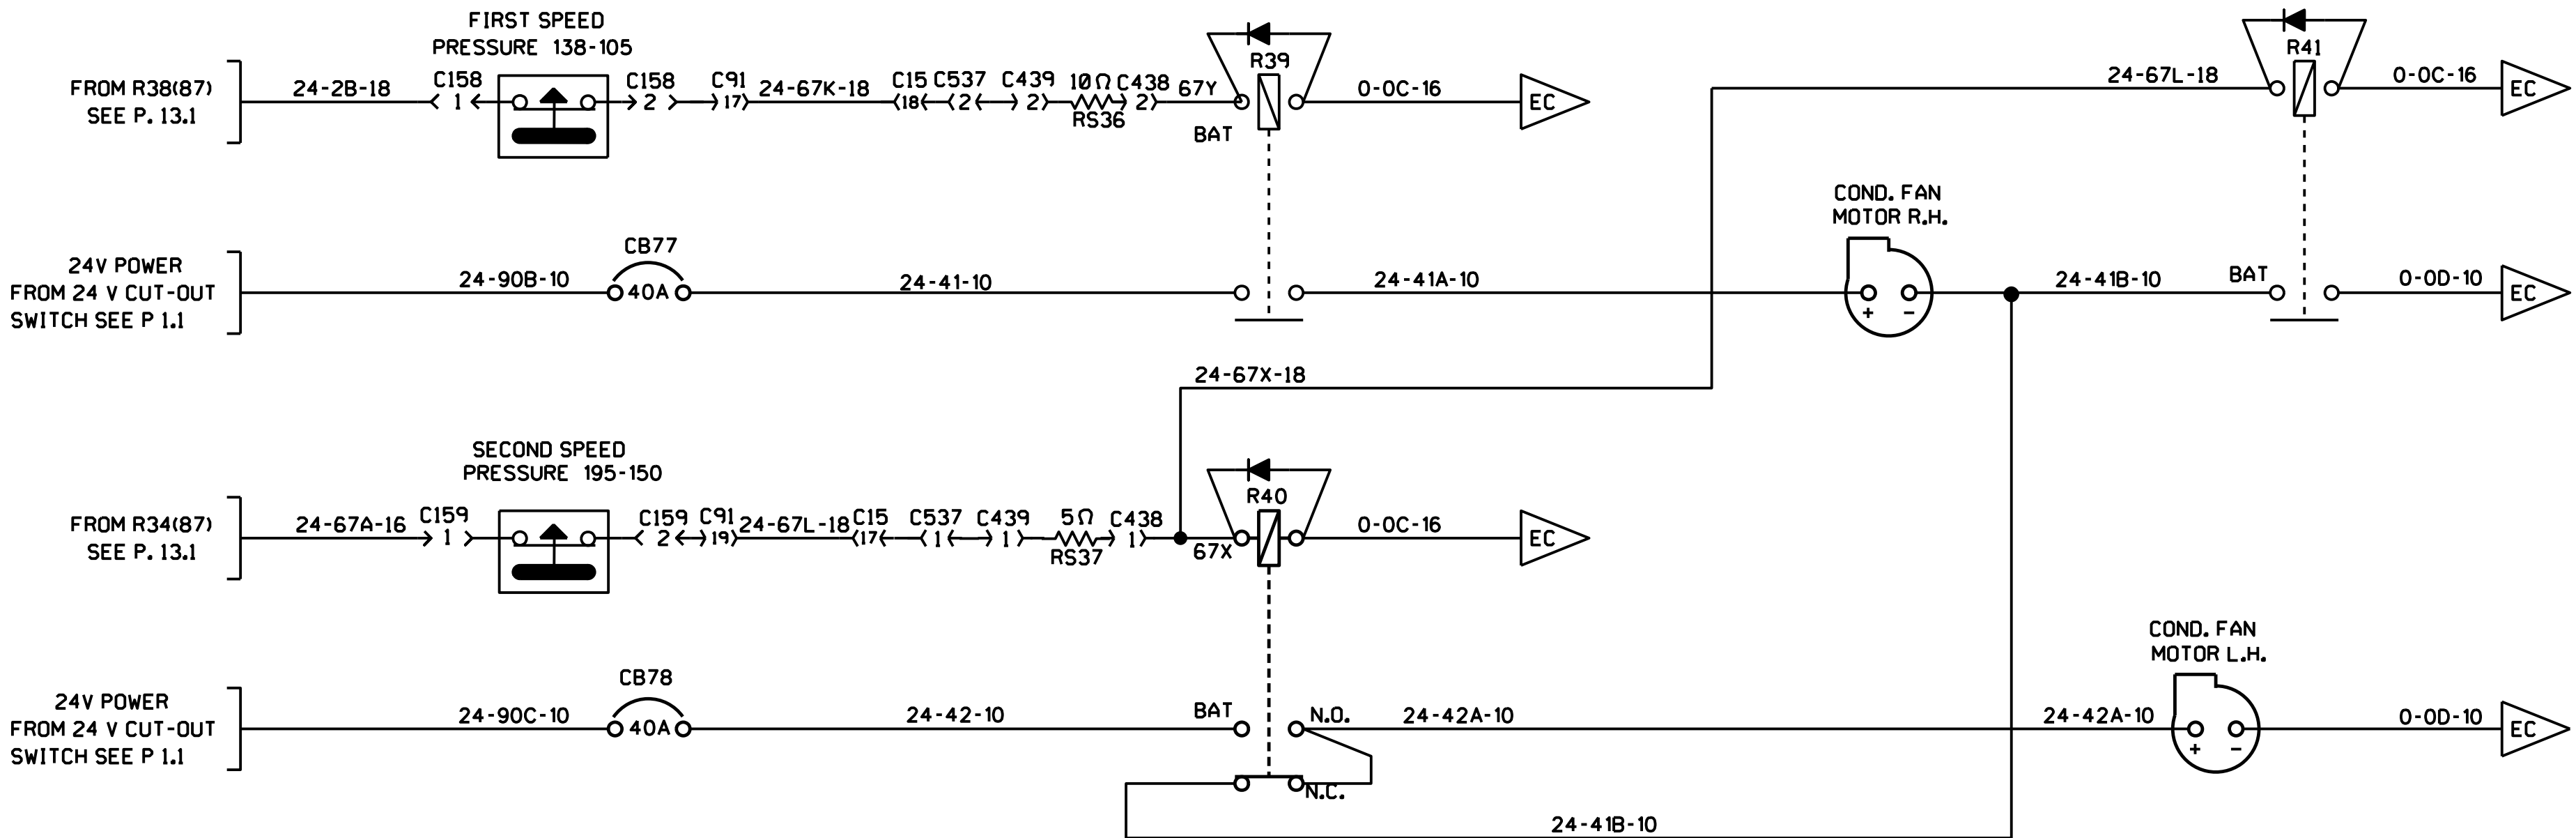 FIRST SPEED
PRESSURE 138-105
FROM R38(87)
SEE P. 13.1
24-2B-18
C158
1
C158
2
C91
17
24-67K-18
C15
18
C537
2
C439
2
10Ω
RS36
C438
2
67Y
BAT
R39
0-0C-16
EC
24-67L-18
R41
0-0C-16
EC
24V POWER
FROM 24 V CUT-OUT
SWITCH SEE P 1.1
24-90B-10
CB77
40A
24-41-10
24-41A-10
COND. FAN
MOTOR R.H.
+ -
24-41B-10
BAT
0-0D-10
EC
24-67X-18
SECOND SPEED
PRESSURE 195-150
FROM R34(87)
SEE P. 13.1
24-67A-16
C159
1
C159
2
C91
19
24-67L-18
C15
17
C537
1
C439
1
5Ω
RS37
C438
1
67X
R40
0-0C-16
EC
24V POWER
FROM 24 V CUT-OUT
SWITCH SEE P 1.1
24-90C-10
CB78
40A
24-42-10
BAT
N.O.
N.C.
24-42A-10
24-42A-10
COND. FAN
MOTOR L.H.
+ -
0-0D-10
EC
24-41B-10